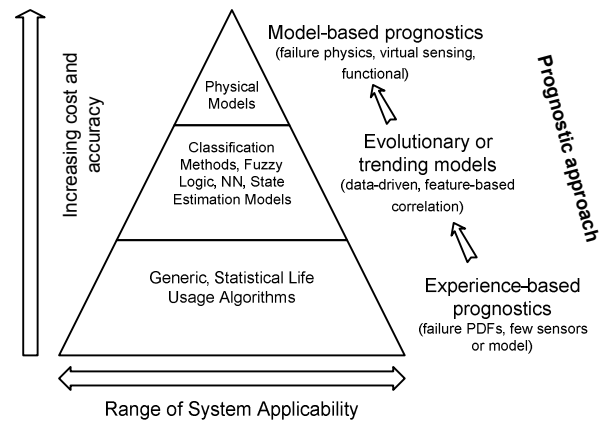 Model-based prognostics
(failure physics, virtual sensing,
functional)
Physical
Models
Increasing cost and
accuracy
Prognostic approach
Classification
Methods, Fuzzy
Logic, NN, State
Estimation Models
Evolutionary or
trending models
(data-driven, feature-based
correlation)
Generic, Statistical Life
Usage Algorithms
Experience-based
prognostics
(failure PDFs, few sensors
or model)
Range of System Applicability